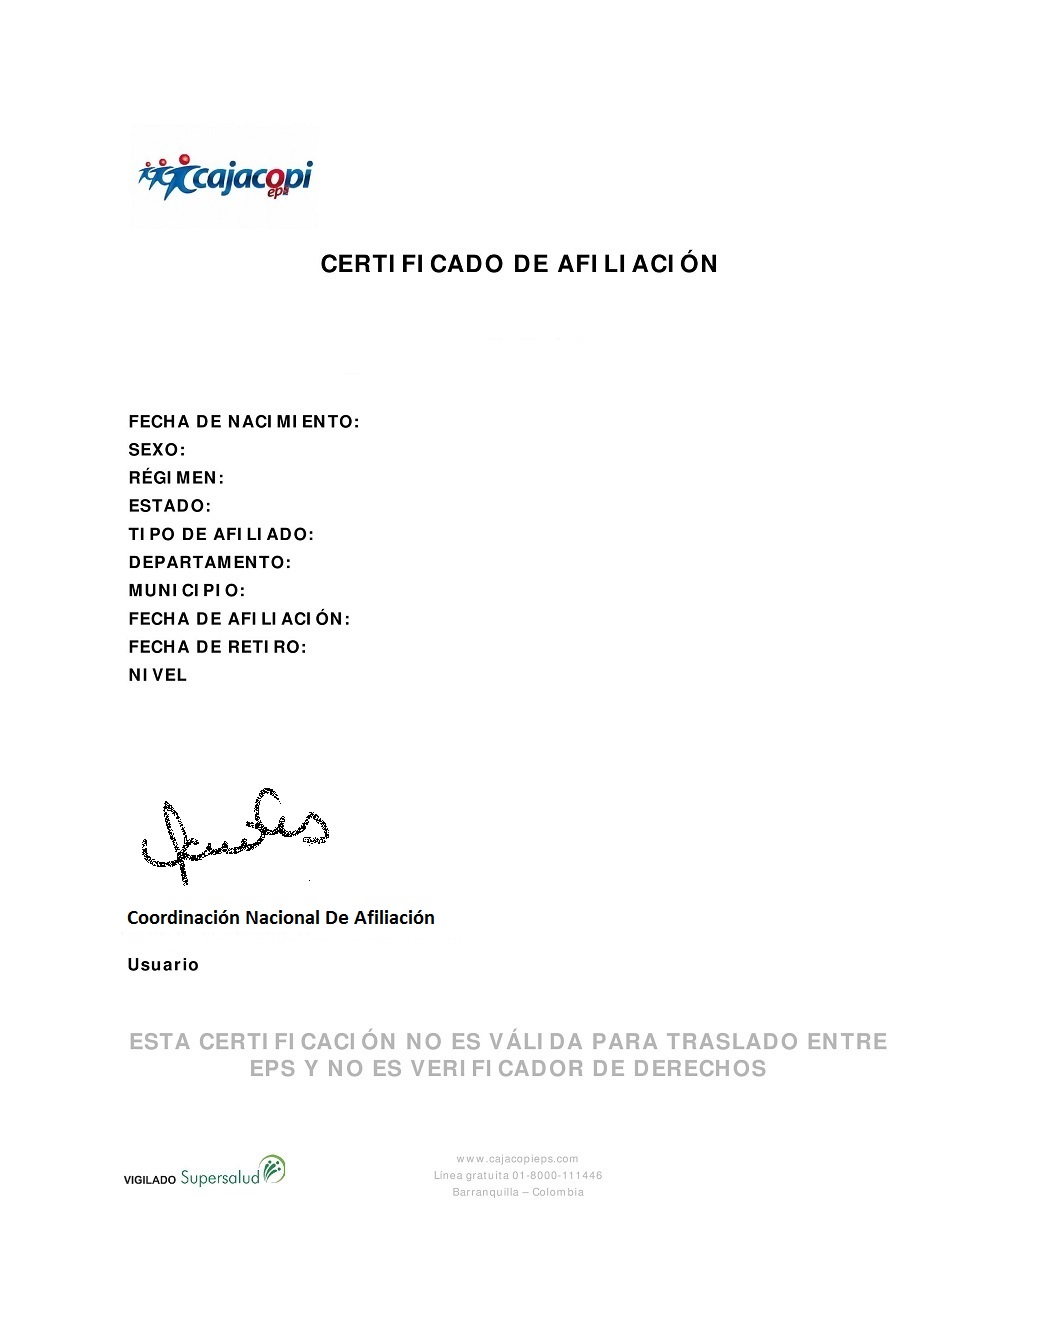 cajacopi
eps
CERTIFICADO DE AFILIACIÓN
FECHA DE NACIMIENTO:
SEXO:
RÉGIMEN:
ESTADO:
TIPO DE AFILIADO:
DEPARTAMENTO:
MUNICIPIO:
FECHA DE AFILIACIÓN:
FECHA DE RETIRO:
NIVEL
Coordinación Nacional De Afiliación
Usuario
ESTA CERTIFICACIÓN NO ES VÁLIDA PARA TRASLADO ENTRE
EPS Y NO ES VERIFICADOR DE DERECHOS
VIGILADO Supersalud
www.cajacopieps.com
Línea gratuita 01-8000-111446
Barranquilla – Colombia